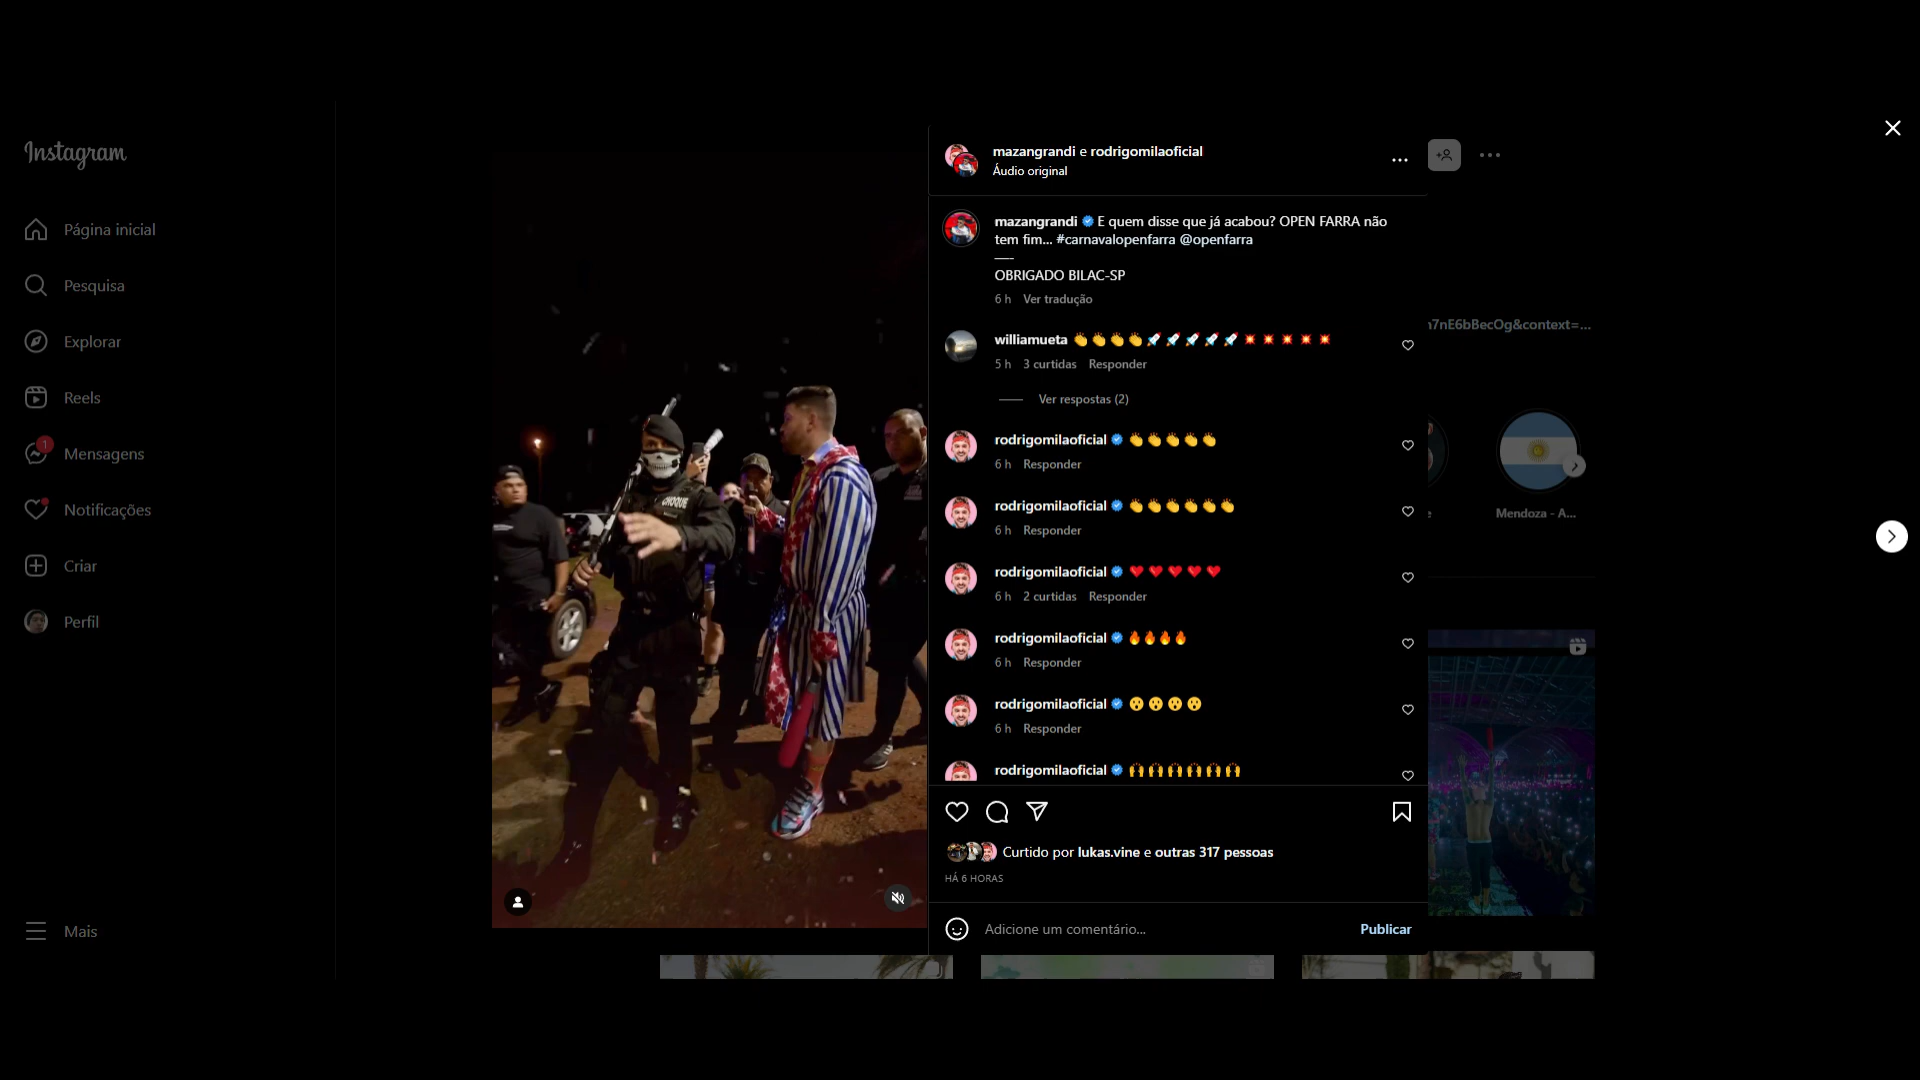 Instagram
Página inicial
Pesquisa
Explorar
Reels
1
Mensagens
Notificações
Criar
Perfil
Mais
CHOQUE
mazangrandi e rodrigomilaoficial
Áudio original
mazangrandi E quem disse que já acabou? OPEN FARRA não
tem fim... #carnavalopenfarra @openfarra
—-
OBRIGADO BILAC-SP
6 h Ver tradução
williamueta 👏👏👏👏🚀🚀🚀🚀🚀💥💥💥💥💥
5 h 3 curtidas Responder
Ver respostas (2)
rodrigomilaoficial 👏👏👏👏👏
6 h Responder
rodrigomilaoficial 👏👏👏👏👏👏
6 h Responder
rodrigomilaoficial ❤️❤️❤️❤️❤️
6 h 2 curtidas Responder
rodrigomilaoficial 🔥🔥🔥🔥
6 h Responder
rodrigomilaoficial 😮😮😮😮
6 h Responder
rodrigomilaoficial 🙌🙌🙌🙌🙌🙌
Curtido por lukas.vine e outras 317 pessoas
HÁ 6 HORAS
Adicione um comentário...
Publicar
n7nE6bBecOg&context=...
e
Mendoza - A...